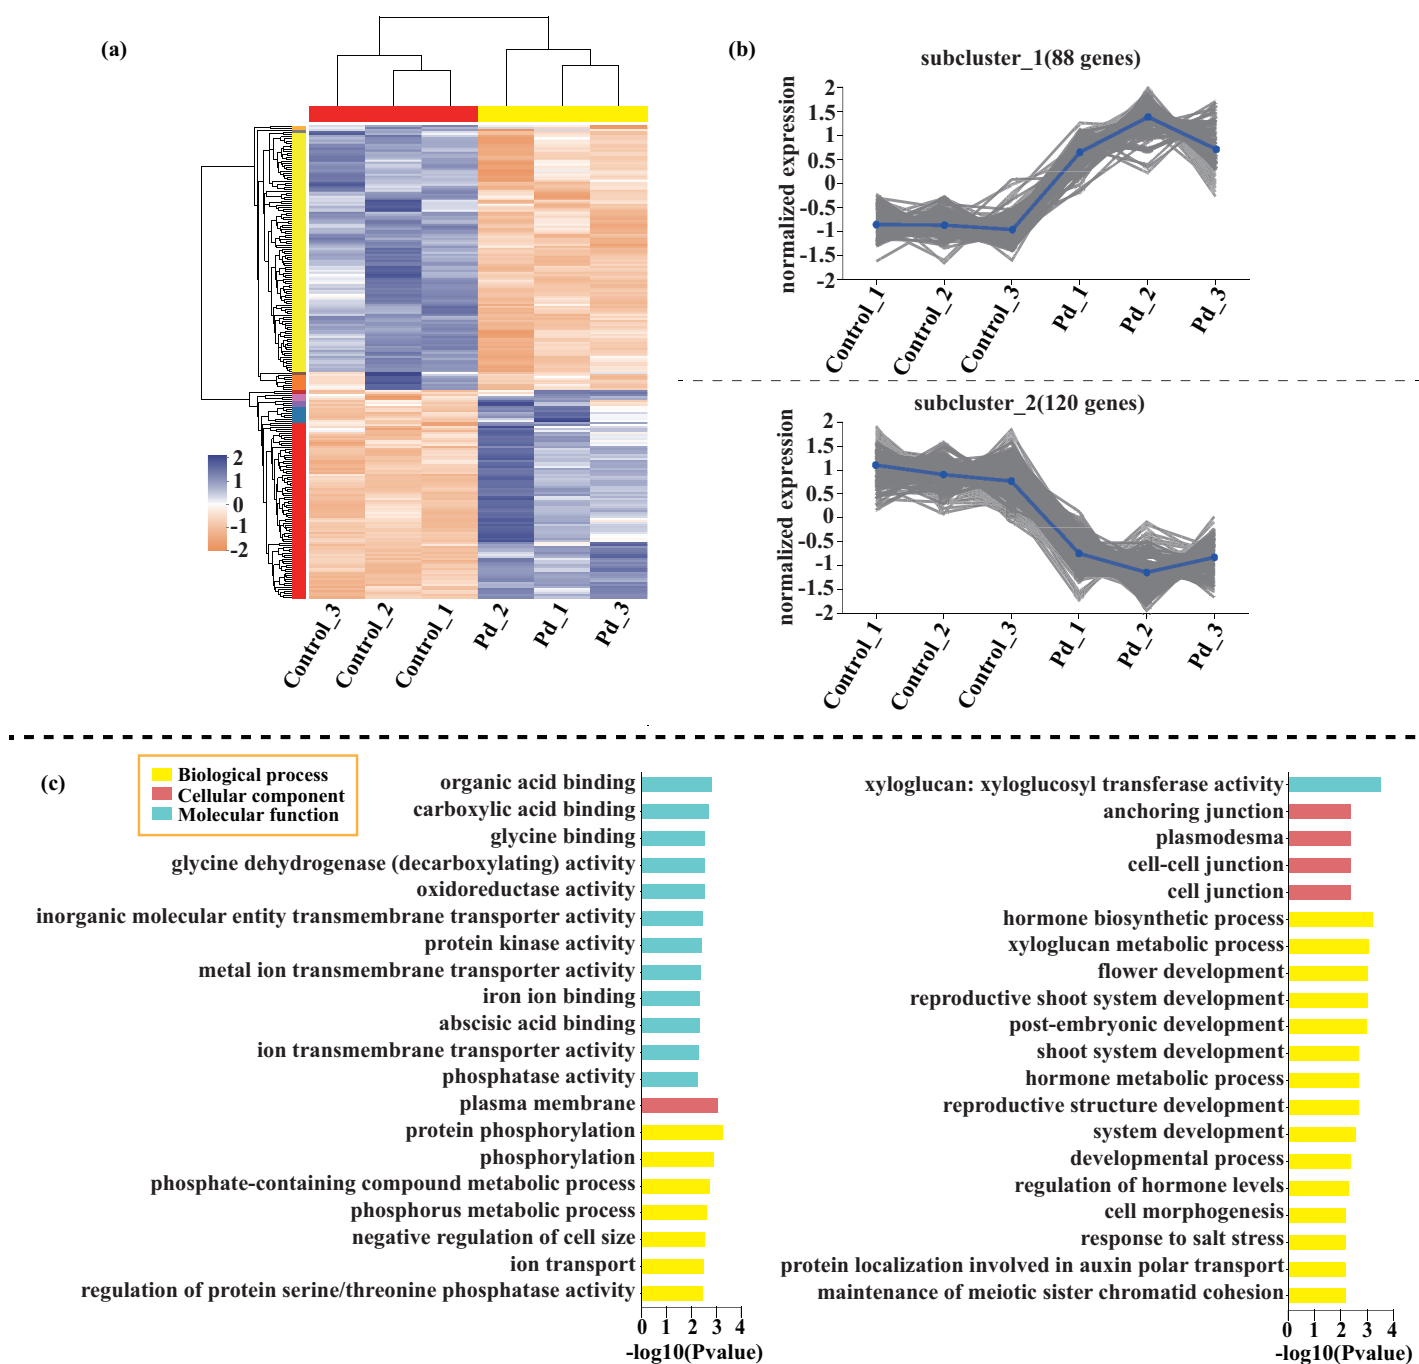 (a)
2
1
0
-1
-2
Control_3
Control_2
Control_1
Pd_2
Pd_1
Pd_3
(b)
subcluster_1(88 genes)
normalized expression
2
1.5
1
0.5
0
-0.5
-1
-1.5
-2
Control_1
Control_2
Control_3
Pd_1
Pd_2
Pd_3
subcluster_2(120 genes)
normalized expression
2
1.5
1
0.5
0
-0.5
-1
-1.5
-2
Control_1
Control_2
Control_3
Pd_1
Pd_2
Pd_3
(c)
Biological process
Cellular component
Molecular function
organic acid binding
carboxylic acid binding
glycine binding
glycine dehydrogenase (decarboxylating) activity
oxidoreductase activity
inorganic molecular entity transmembrane transporter activity
protein kinase activity
metal ion transmembrane transporter activity
iron ion binding
abscisic acid binding
ion transmembrane transporter activity
phosphatase activity
plasma membrane
protein phosphorylation
phosphorylation
phosphate-containing compound metabolic process
phosphorus metabolic process
negative regulation of cell size
ion transport
regulation of protein serine/threonine phosphatase activity
0 1 2 3 4
-log10(Pvalue)
xyloglucan: xyloglucosyl transferase activity
anchoring junction
plasmodesma
cell-cell junction
cell junction
hormone biosynthetic process
xyloglucan metabolic process
flower development
reproductive shoot system development
post-embryonic development
shoot system development
hormone metabolic process
reproductive structure development
system development
developmental process
regulation of hormone levels
cell morphogenesis
response to salt stress
protein localization involved in auxin polar transport
maintenance of meiotic sister chromatid cohesion
0 1 2 3 4
-log10(Pvalue)